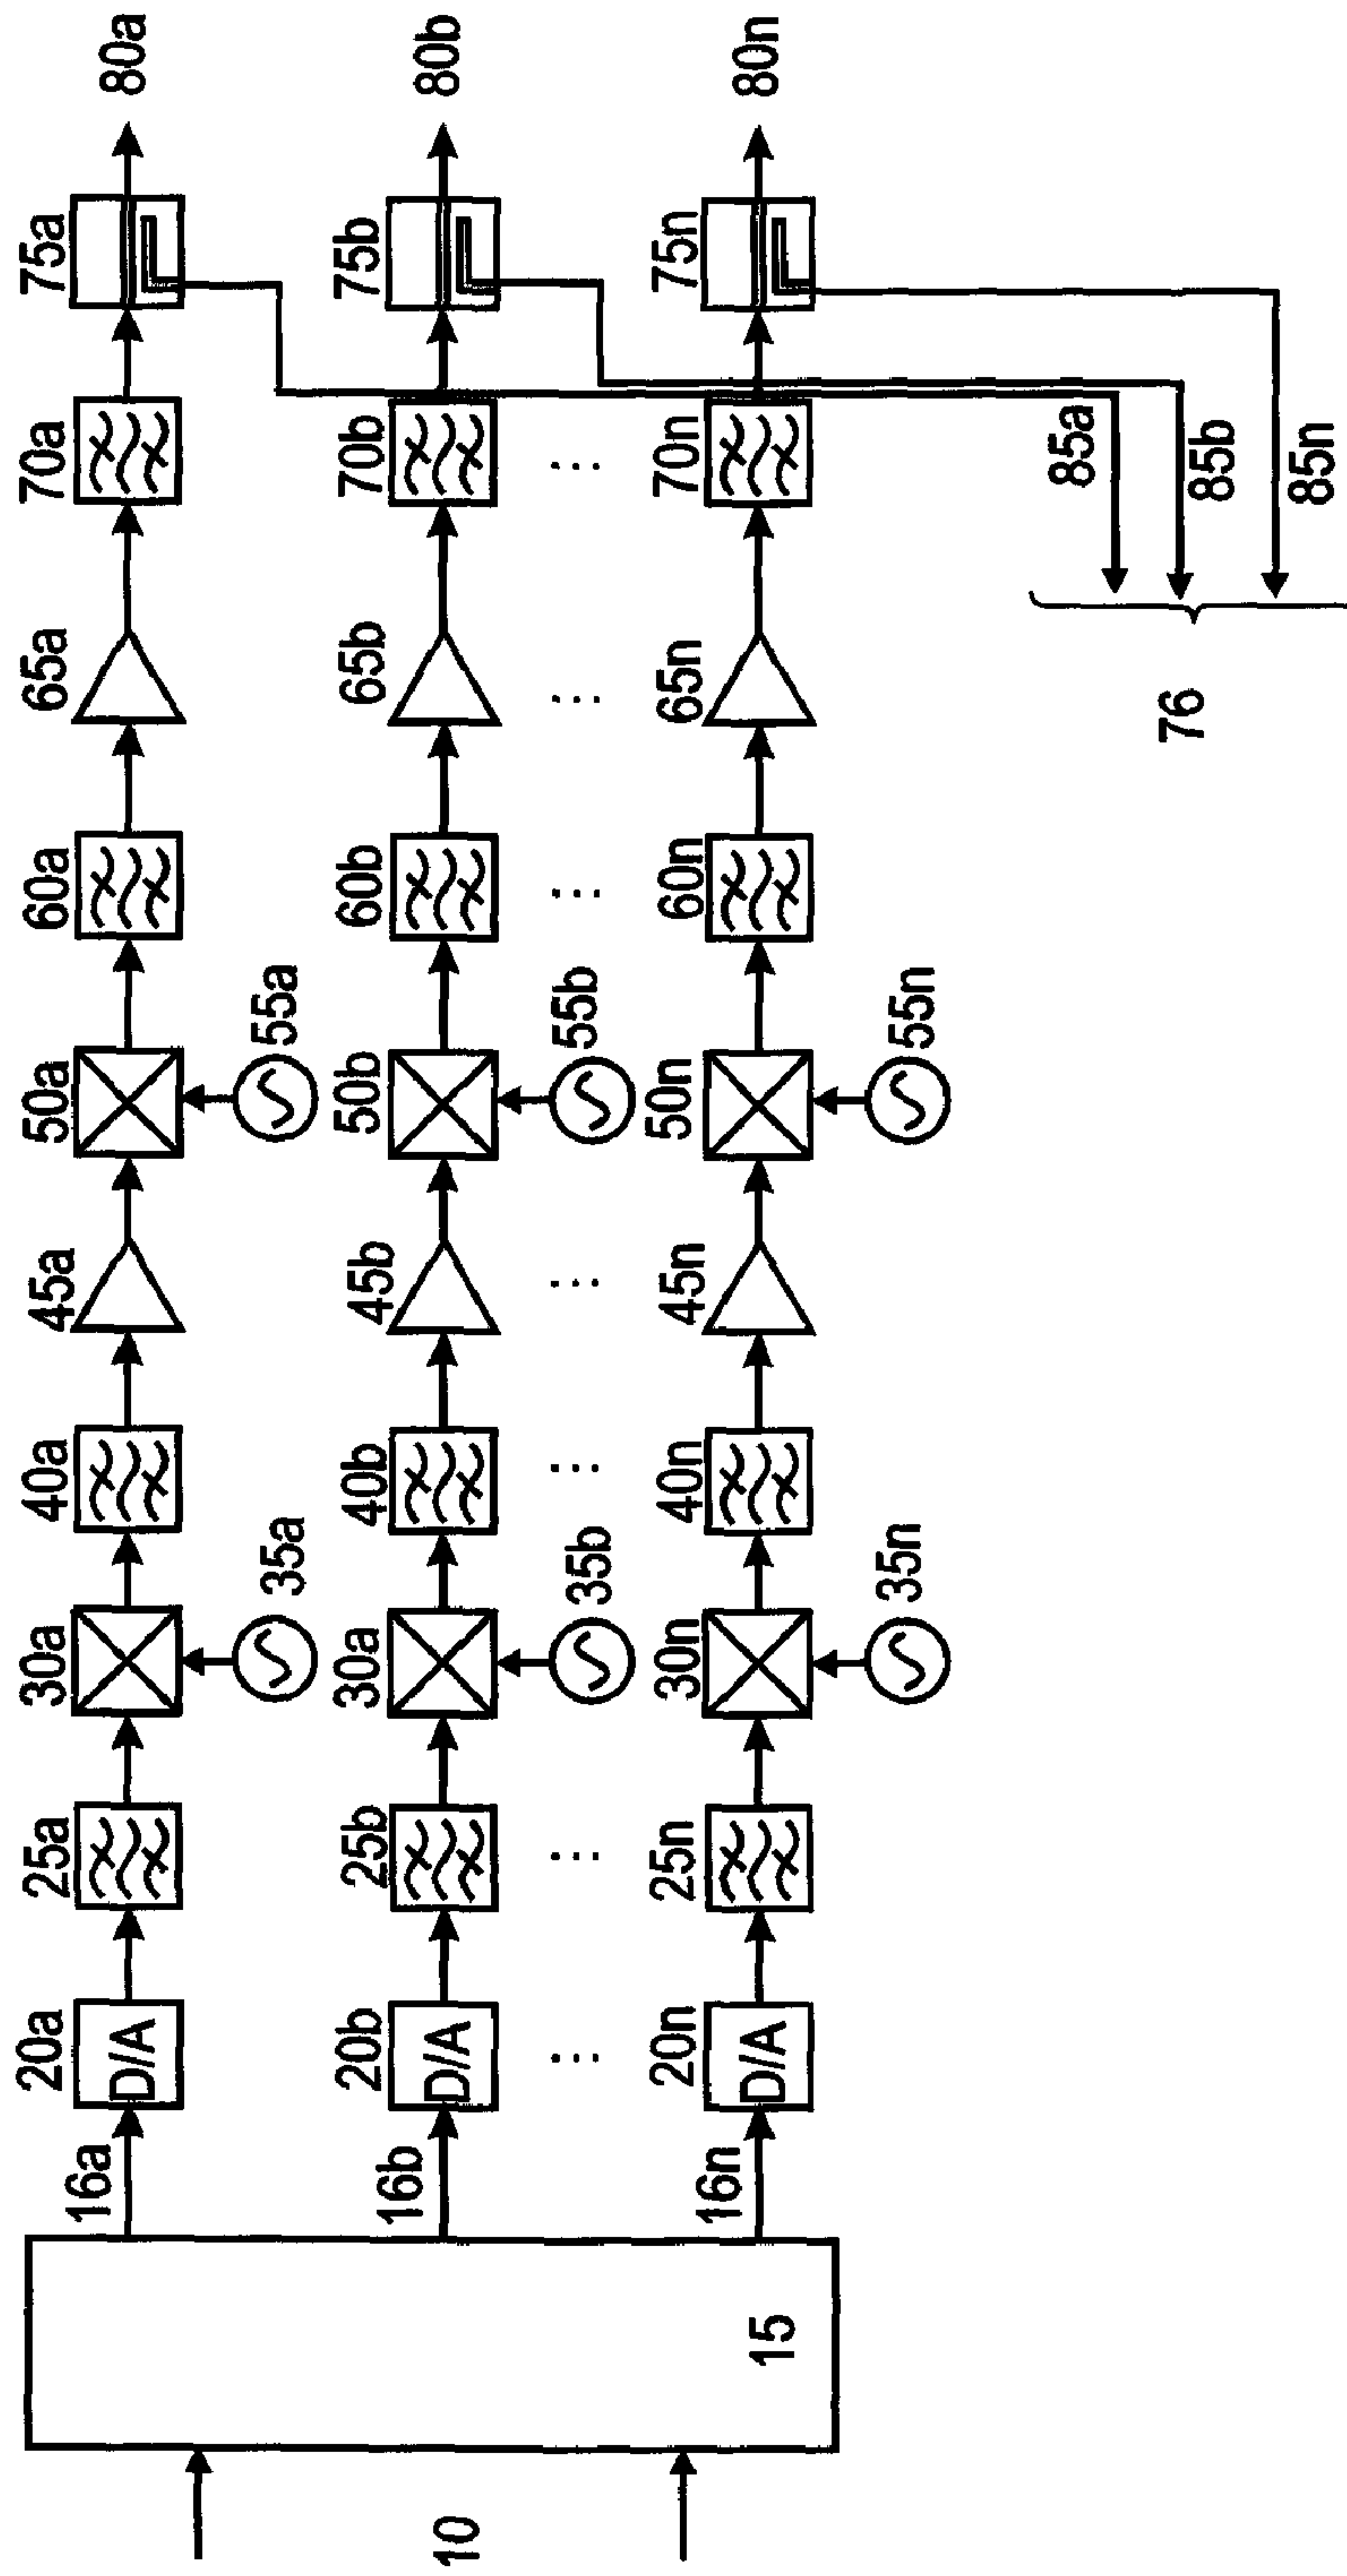 16a 20a 25a 30a 40a 45a 50a 60a 65a 70a 75a 80a
D/A
35a 55a
16b 20b 25b 30a 40b 45b 50b 60b 65b 70b 75b 80b
D/A
10
... ... ... ... ... ... ...
35b 55b
16n 20n 25n 30n 40n 45n 50n 60n 65n 70n 75n 80n
D/A
15
35n 55n
85a
85b
76
85n